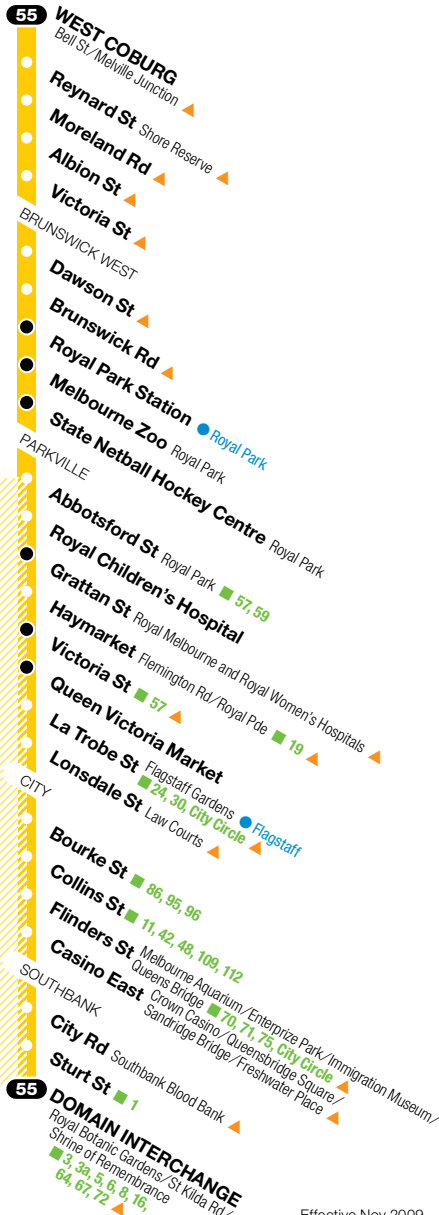 55 WEST COBURG
Bell St/Melville Junction
Reynard St Shore Reserve
Moreland Rd
Albion St
Victoria St
BRUNSWICK WEST
Dawson St
Brunswick Rd
Royal Park Station Royal Park
Melbourne Zoo Royal Park
State Netball Hockey Centre Royal Park
PARKVILLE
Abbotsford St Royal Park 57, 59
Royal Children's Hospital
Grattan St Royal Melbourne and Royal Women's Hospitals
Haymarket Flemington Rd/Royal Pde 19
Victoria St 57
Queen Victoria Market
La Trobe St Flagstaff Gardens Flagstaff
24, 30, City Circle
Lonsdale St Law Courts
CITY
Bourke St 86, 95, 96
Collins St 11, 42, 48, 109, 112
Flinders St Melbourne Aquarium/Enterprize Park/Immigration Museum/
Queens Bridge 70, 71, 75, City Circle
Casino East Crown Casino/Queensbridge Square/
Sandridge Bridge/Freshwater Place
SOUTHBANK
City Rd Southbank Blood Bank
Sturt St 1
55 DOMAIN INTERCHANGE
Royal Botanic Gardens/St Kilda Rd/
Shrine of Remembrance
3, 3a, 5, 6, 8, 16,
64, 67, 72
Effective Nov 2009